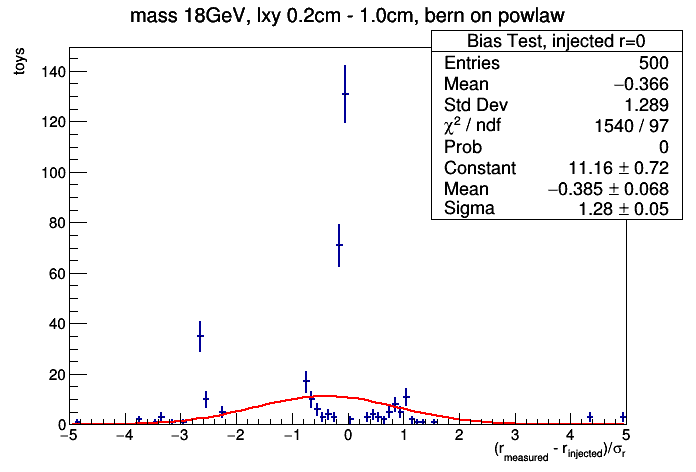 mass 18GeV, lxy 0.2cm - 1.0cm, bern on powlaw
Bias Test, injected r=0
Entries 500
Mean −0.366
Std Dev 1.289
χ² / ndf 1540 / 97
Prob 0
Constant 11.16 ± 0.72
Mean −0.385 ± 0.068
Sigma 1.28 ± 0.05
toys
140
120
100
80
60
40
20
0
−5 −4 −3 −2 −1 0 1 2 3 4 5
(r_measured - r_injected)/σ_r